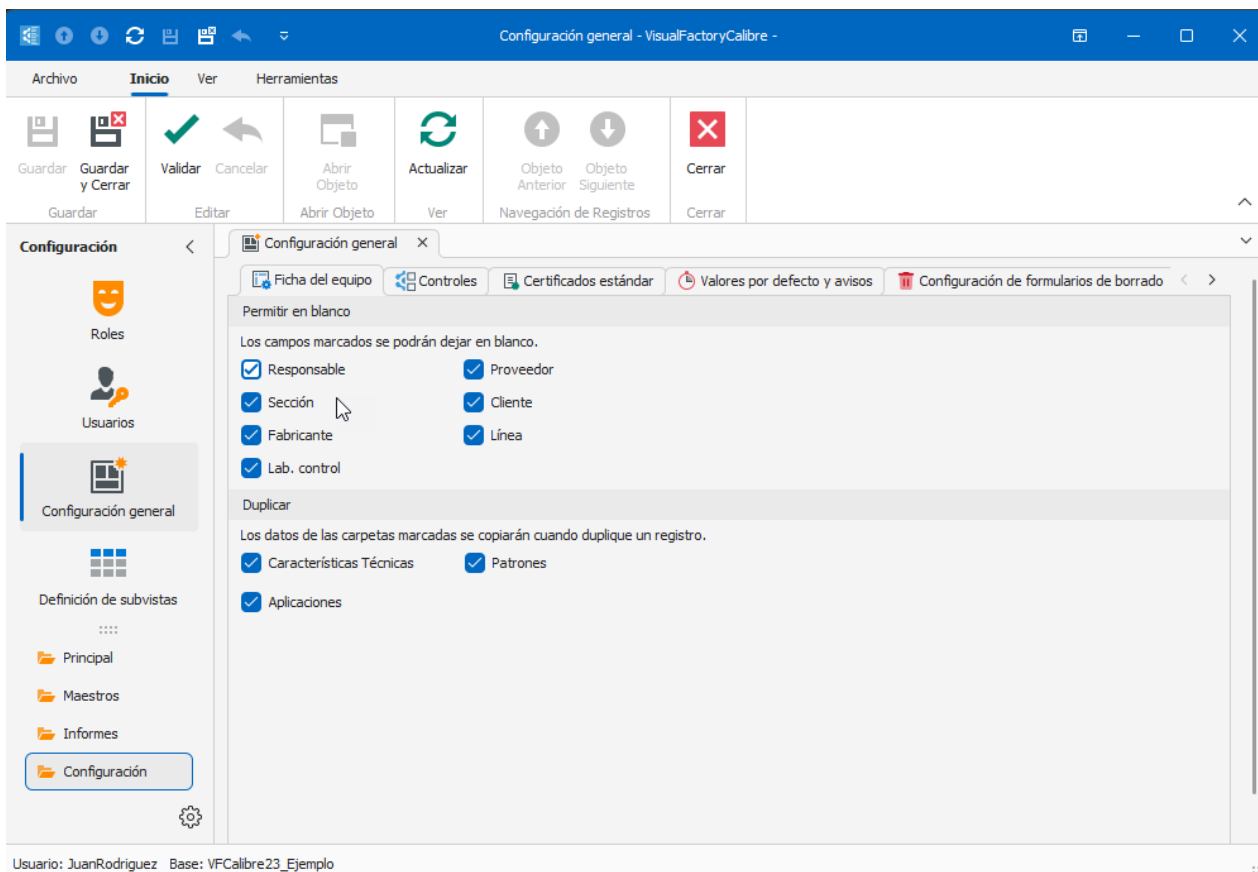 Configuración general - VisualFactoryCalibre -
Archivo Inicio Ver Herramientas
Guardar Guardar y Cerrar Validar Cancelar Abrir Objeto Actualizar Objeto Anterior Objeto Siguiente Cerrar
Guardar Editar Abrir Objeto Ver Navegación de Registros Cerrar
Configuración
Roles
Usuarios
Configuración general
Definición de subvistas
Principal
Maestros
Informes
Configuración
Configuración general
Ficha del equipo Controles Certificados estándar Valores por defecto y avisos Configuración de formularios de borrado
Permitir en blanco
Los campos marcados se podrán dejar en blanco.
Responsable Proveedor
Sección Cliente
Fabricante Línea
Lab. control
Duplicar
Los datos de las carpetas marcadas se copiarán cuando duplique un registro.
Características Técnicas Patrones
Aplicaciones
Usuario: JuanRodriguez Base: VFCalibre23_Ejemplo